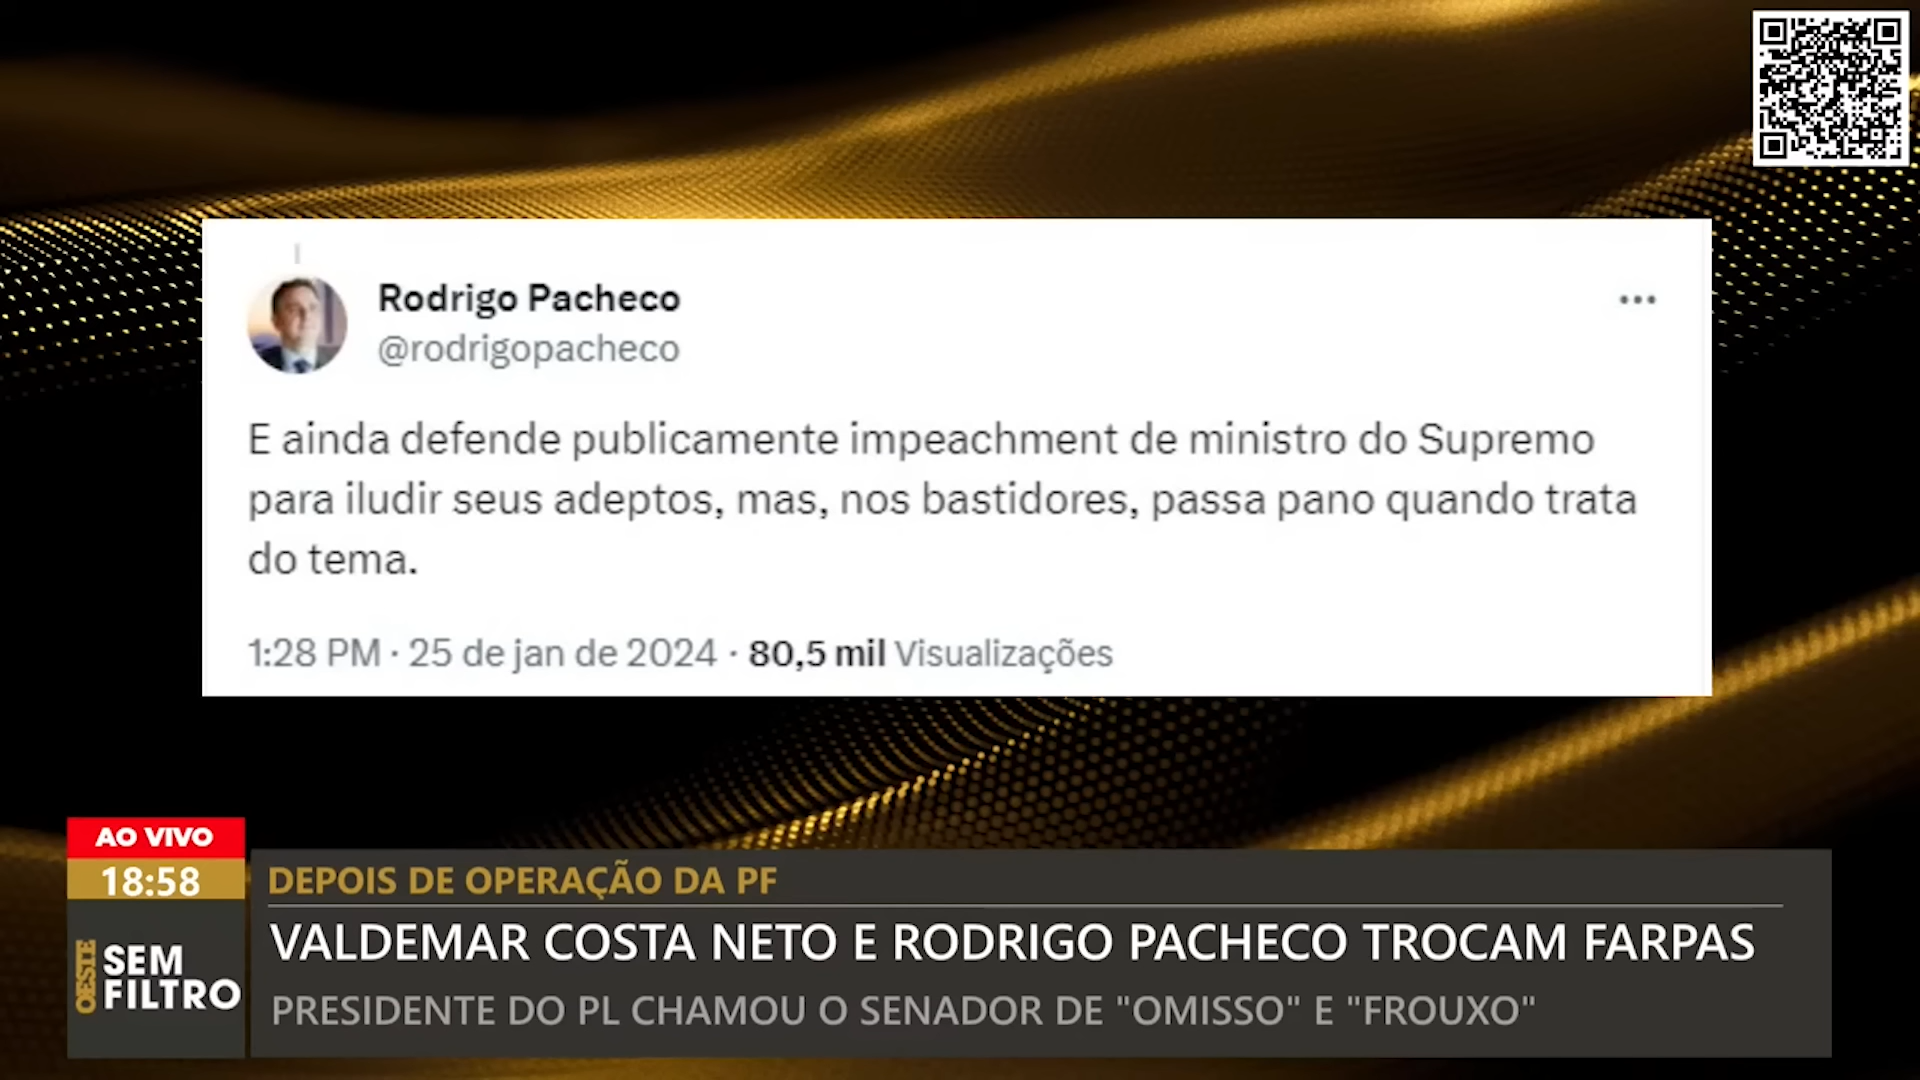 Rodrigo Pacheco
@rodrigopacheco
E ainda defende publicamente impeachment de ministro do Supremo
para iludir seus adeptos, mas, nos bastidores, passa pano quando trata
do tema.
1:28 PM · 25 de jan de 2024 · 80,5 mil Visualizações
AO VIVO
18:58
OESTE
SEM
FILTRO
DEPOIS DE OPERAÇÃO DA PF
VALDEMAR COSTA NETO E RODRIGO PACHECO TROCAM FARPAS
PRESIDENTE DO PL CHAMOU O SENADOR DE "OMISSO" E "FROUXO"